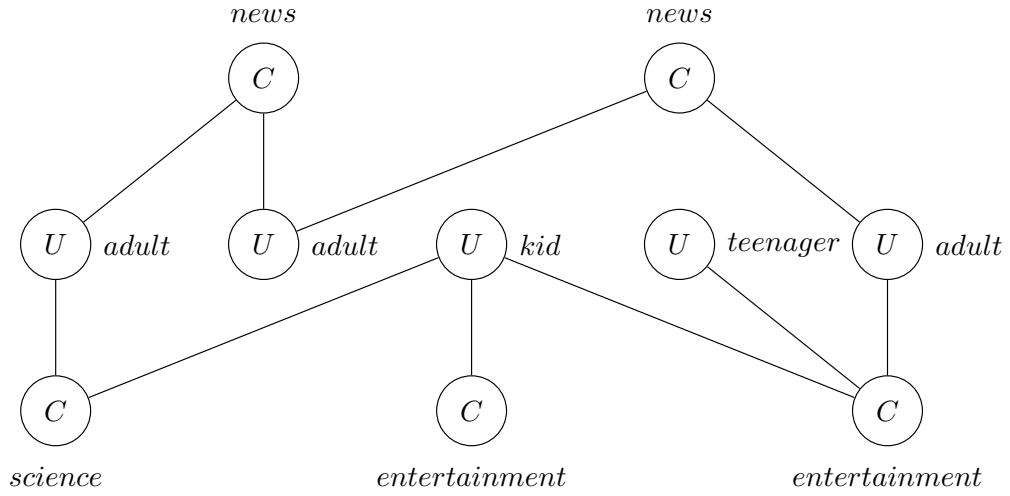 news news
C C
U adult U adult U kid U teenager U adult
C C C
science entertainment entertainment